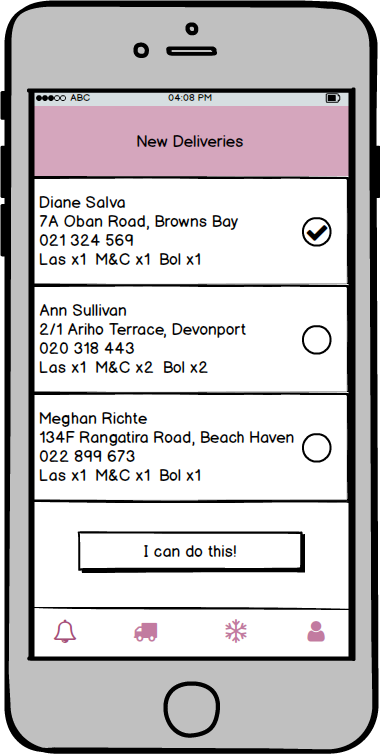 ABC 04:08 PM
New Deliveries
Diane Salva
7A Oban Road, Browns Bay
021 324 569
Las x1 M&C x1 Bol x1
Ann Sullivan
2/1 Ariho Terrace, Devonport
020 318 443
Las x1 M&C x2 Bol x2
Meghan Richte
134F Rangatira Road, Beach Haven
022 899 673
Las x1 M&C x1 Bol x1
I can do this!